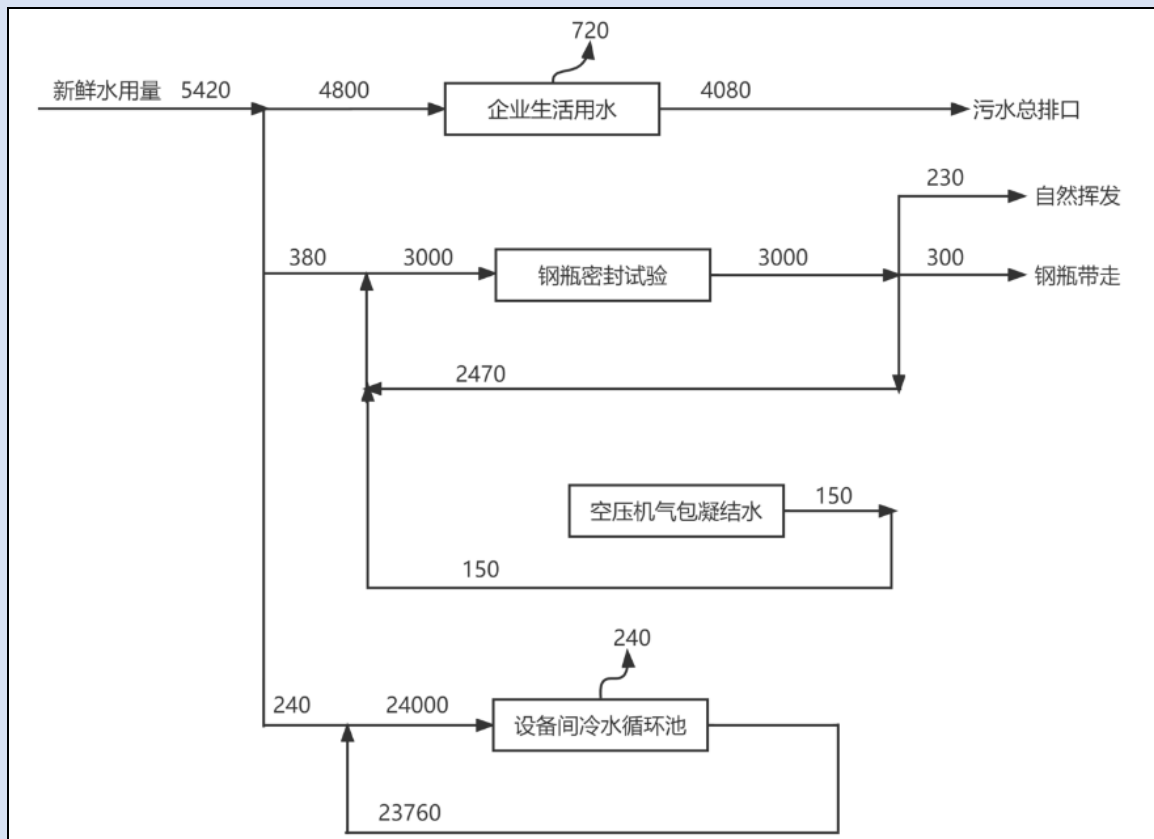 720
新鲜水用量 5420
4800
企业生活用水
4080
污水总排口
230
自然挥发
380
3000
钢瓶密封试验
3000
300
钢瓶带走
2470
空压机气包凝结水
150
150
240
240
24000
设备间冷水循环池
23760